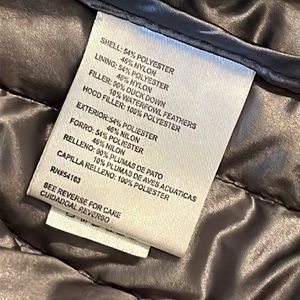 SHELL: 54% POLYESTER
46% NYLON
LINING: 54% POLYESTER
46% NYLON
FILLER: 90% DUCK DOWN
10% WATERFOWL FEATHERS
HOOD FILLER: 100% POLYESTER
EXTERIOR:54% POLIESTER
46% NILON
FORRO: 54% POLIESTER
46% NILON
RELLENO: 90% PLUMAS DE PATO
10% PLUMAS DE AVES ACUATICAS
CAPILLA RELLENO: 100% POLIESTER
RN#54163
SEE REVERSE FOR CARE
CUIDADOAL REVERSO